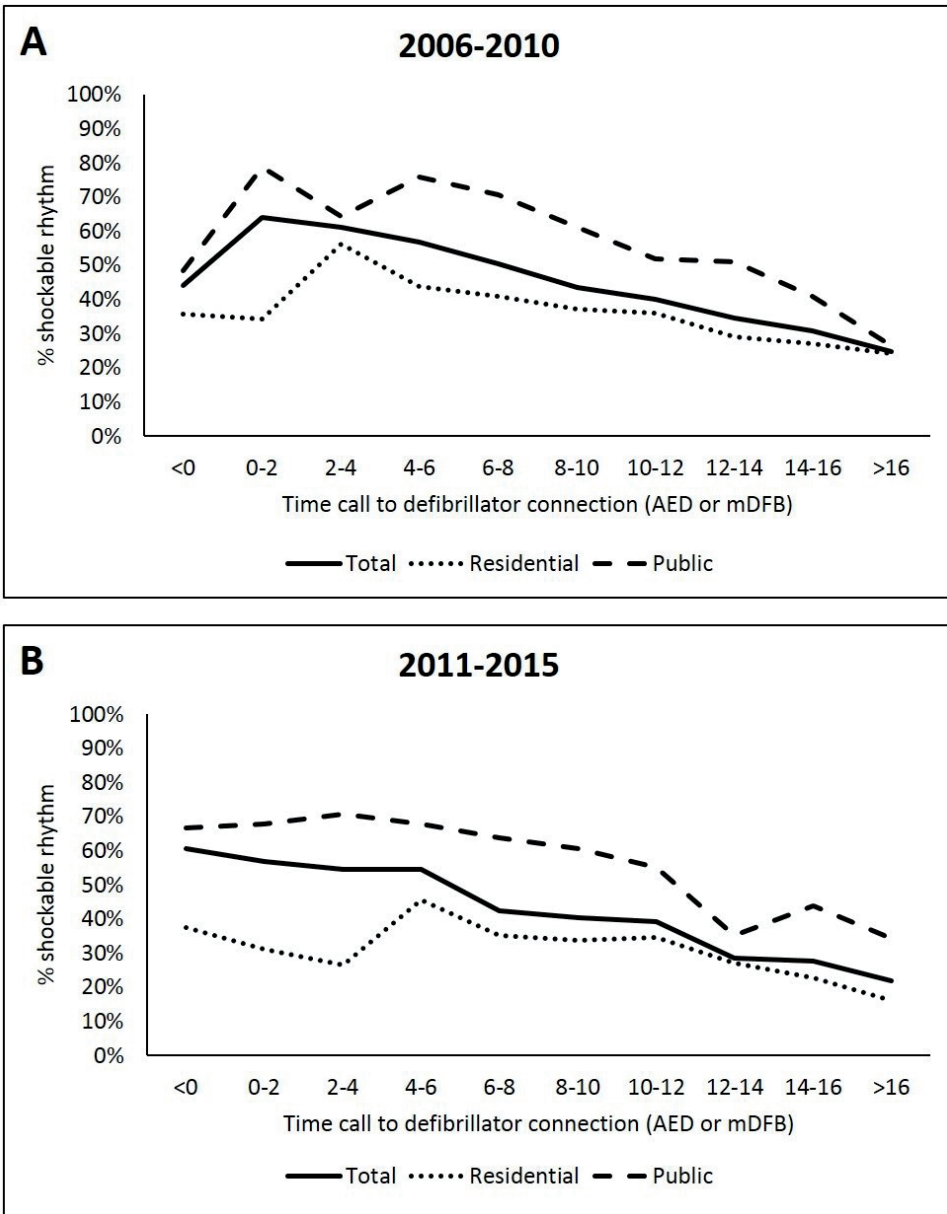 A
2006-2010
100%
90%
80%
70%
60%
50%
40%
30%
20%
10%
0%
% shockable rhythm
<0 0-2 2-4 4-6 6-8 8-10 10-12 12-14 14-16 >16
Time call to defibrillator connection (AED or mDFB)
Total Residential Public
B
2011-2015
100%
90%
80%
70%
60%
50%
40%
30%
20%
10%
0%
% shockable rhythm
<0 0-2 2-4 4-6 6-8 8-10 10-12 12-14 14-16 >16
Time call to defibrillator connection (AED or mDFB)
Total Residential Public